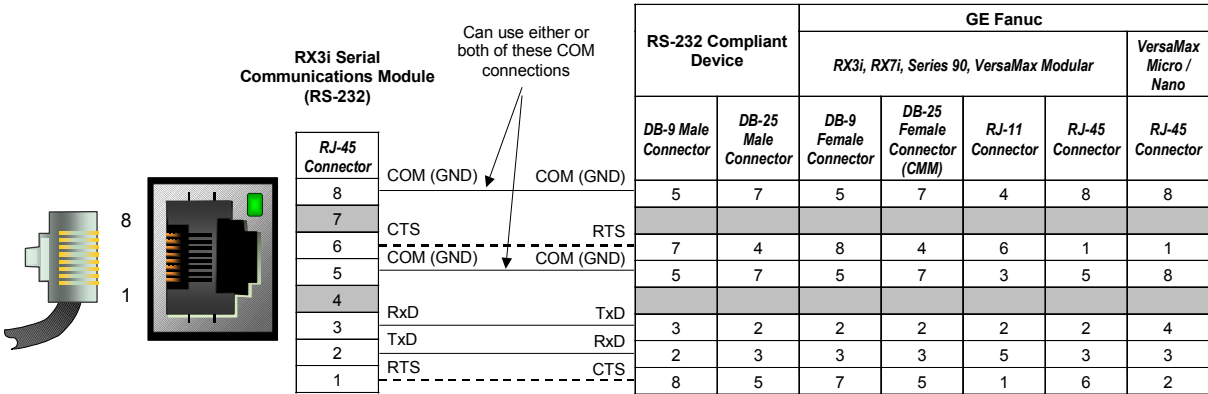 Can use either or
both of these COM
connections
RX3i Serial
Communications Module
(RS-232)
RS-232 Compliant
Device
GE Fanuc
RX3i, RX7i, Series 90, VersaMax Modular
VersaMax
Micro /
Nano
RJ-45
Connector
DB-9 Male
Connector
DB-25
Male
Connector
DB-9
Female
Connector
DB-25
Female
Connector
(CMM)
RJ-11
Connector
RJ-45
Connector
RJ-45
Connector
8
1
8 COM (GND) COM (GND) 5 7 5 7 4 8 8
7
6 CTS RTS 7 4 8 4 6 1 1
5 COM (GND) COM (GND) 5 7 5 7 3 5 8
4
3 RxD TxD 3 2 2 2 2 2 4
2 TxD RxD 2 3 3 3 5 3 3
1 RTS CTS 8 5 7 5 1 6 2